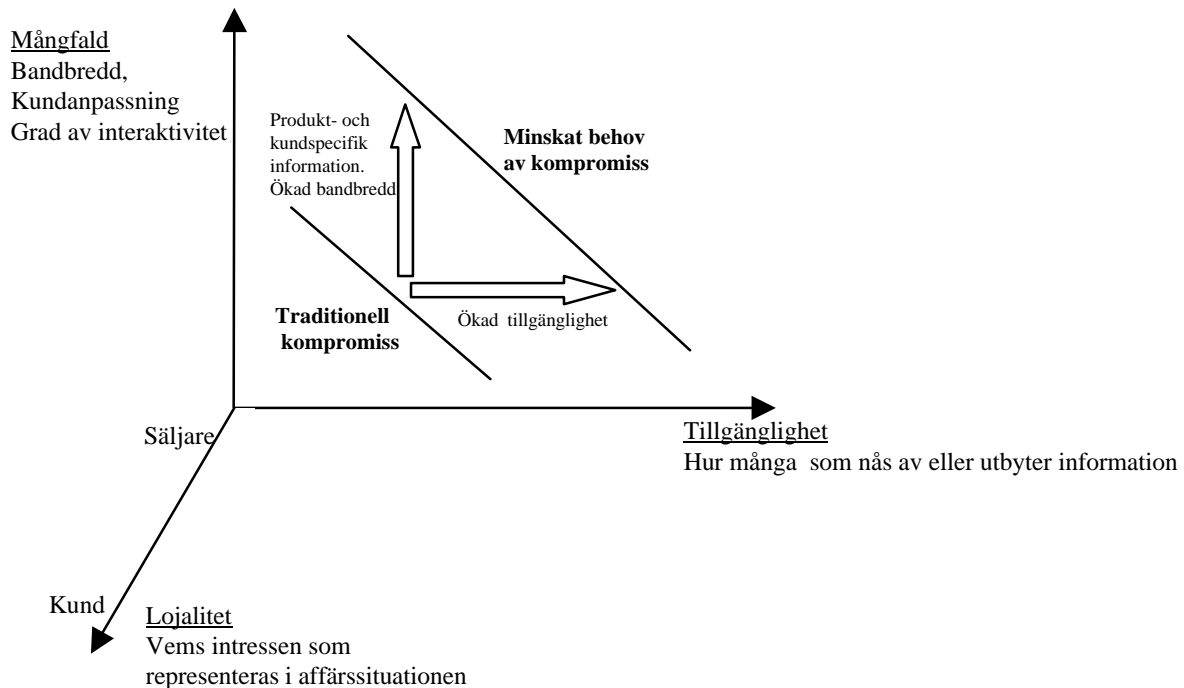 Mångfald
Bandbredd,
Kundanpassning
Grad av interaktivitet
Produkt- och
kundspecifik
information.
Ökad bandbredd
Minskat behov
av kompromiss
Traditionell
kompromiss
Ökad tillgänglighet
Säljare
Tillgänglighet
Hur många som nås av eller utbyter information
Kund
Lojalitet
Vems intressen som
representeras i affärssituationen